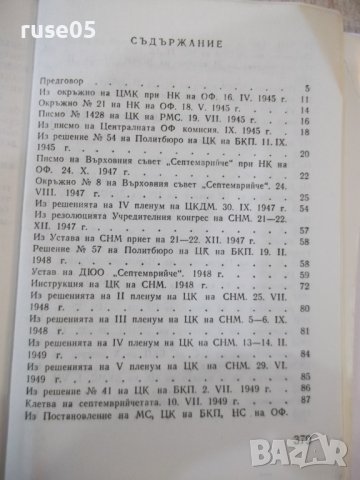 ruse05
СЪДЪРЖАНИЕ
Предговор . . . . . . . . 5
Из окръжно на ЦМК при НК на ОФ. 16. IV. 1945 г. 11
Окръжно № 21 на НК на ОФ. 18. V. 1945 г. . 14
Писмо № 1428 на ЦК на РМС. 19. VII. 1945 г. . 16
Из писмо на Централната ОФ комисия. IX. 1945 г. . 18
Из решение № 54 на Политбюро на ЦК на БКП. 11. IX.
1945 г. . . . . . . . . 20
Писмо на Върховния съвет „Септемврийче“ при НК на
ОФ. 24. X. 1947 г. . . . . . . 22
Окръжно № 8 на Върховния съвет „Септемврийче“. 24.
VIII. 1947 г. . . . . . . . 24
Из решенията на IV пленум на ЦКДМ. 30. IX. 1947 г. 54
Из резолюцията Учредителния конгрес на СНМ. 21—22.
XII. 1947 г. . . . . . . . 55
Из Устава на СНМ приет на 21—22. XII. 1947 г. . 56
Решение № 57 на Политбюро на ЦК на БКП. 19. II.
1948 г. . . . . . . . . 57
Устав на ДЮО „Септемврийче“. 1948 г. . . 59
Инструкция на ЦК на СНМ. 1948 г. . . . 72
Из решенията на II пленум на ЦК на СНМ. 25. VII.
1948 г. . . . . . . . . 80
Из решенията на III пленум на ЦК на СНМ. 5—6. IX.
1948 г. . . . . . . . . 81
Из решенията на IV пленум на ЦК на СНМ. 13—14. II.
1949 г. . . . . . . . . 84
Из решенията на V пленум на ЦК на СНМ. 29. VI.
1949 г. . . . . . . . . 85
Из решение № 41 на ЦК на БКП. 2. VII. 1949 г. . 86
Клетва на септемврийчетата. 10. VII. 1949 г. . 87
Из Постановление на МС, ЦК на БКП, НС на ОФ.
379
BAZAR